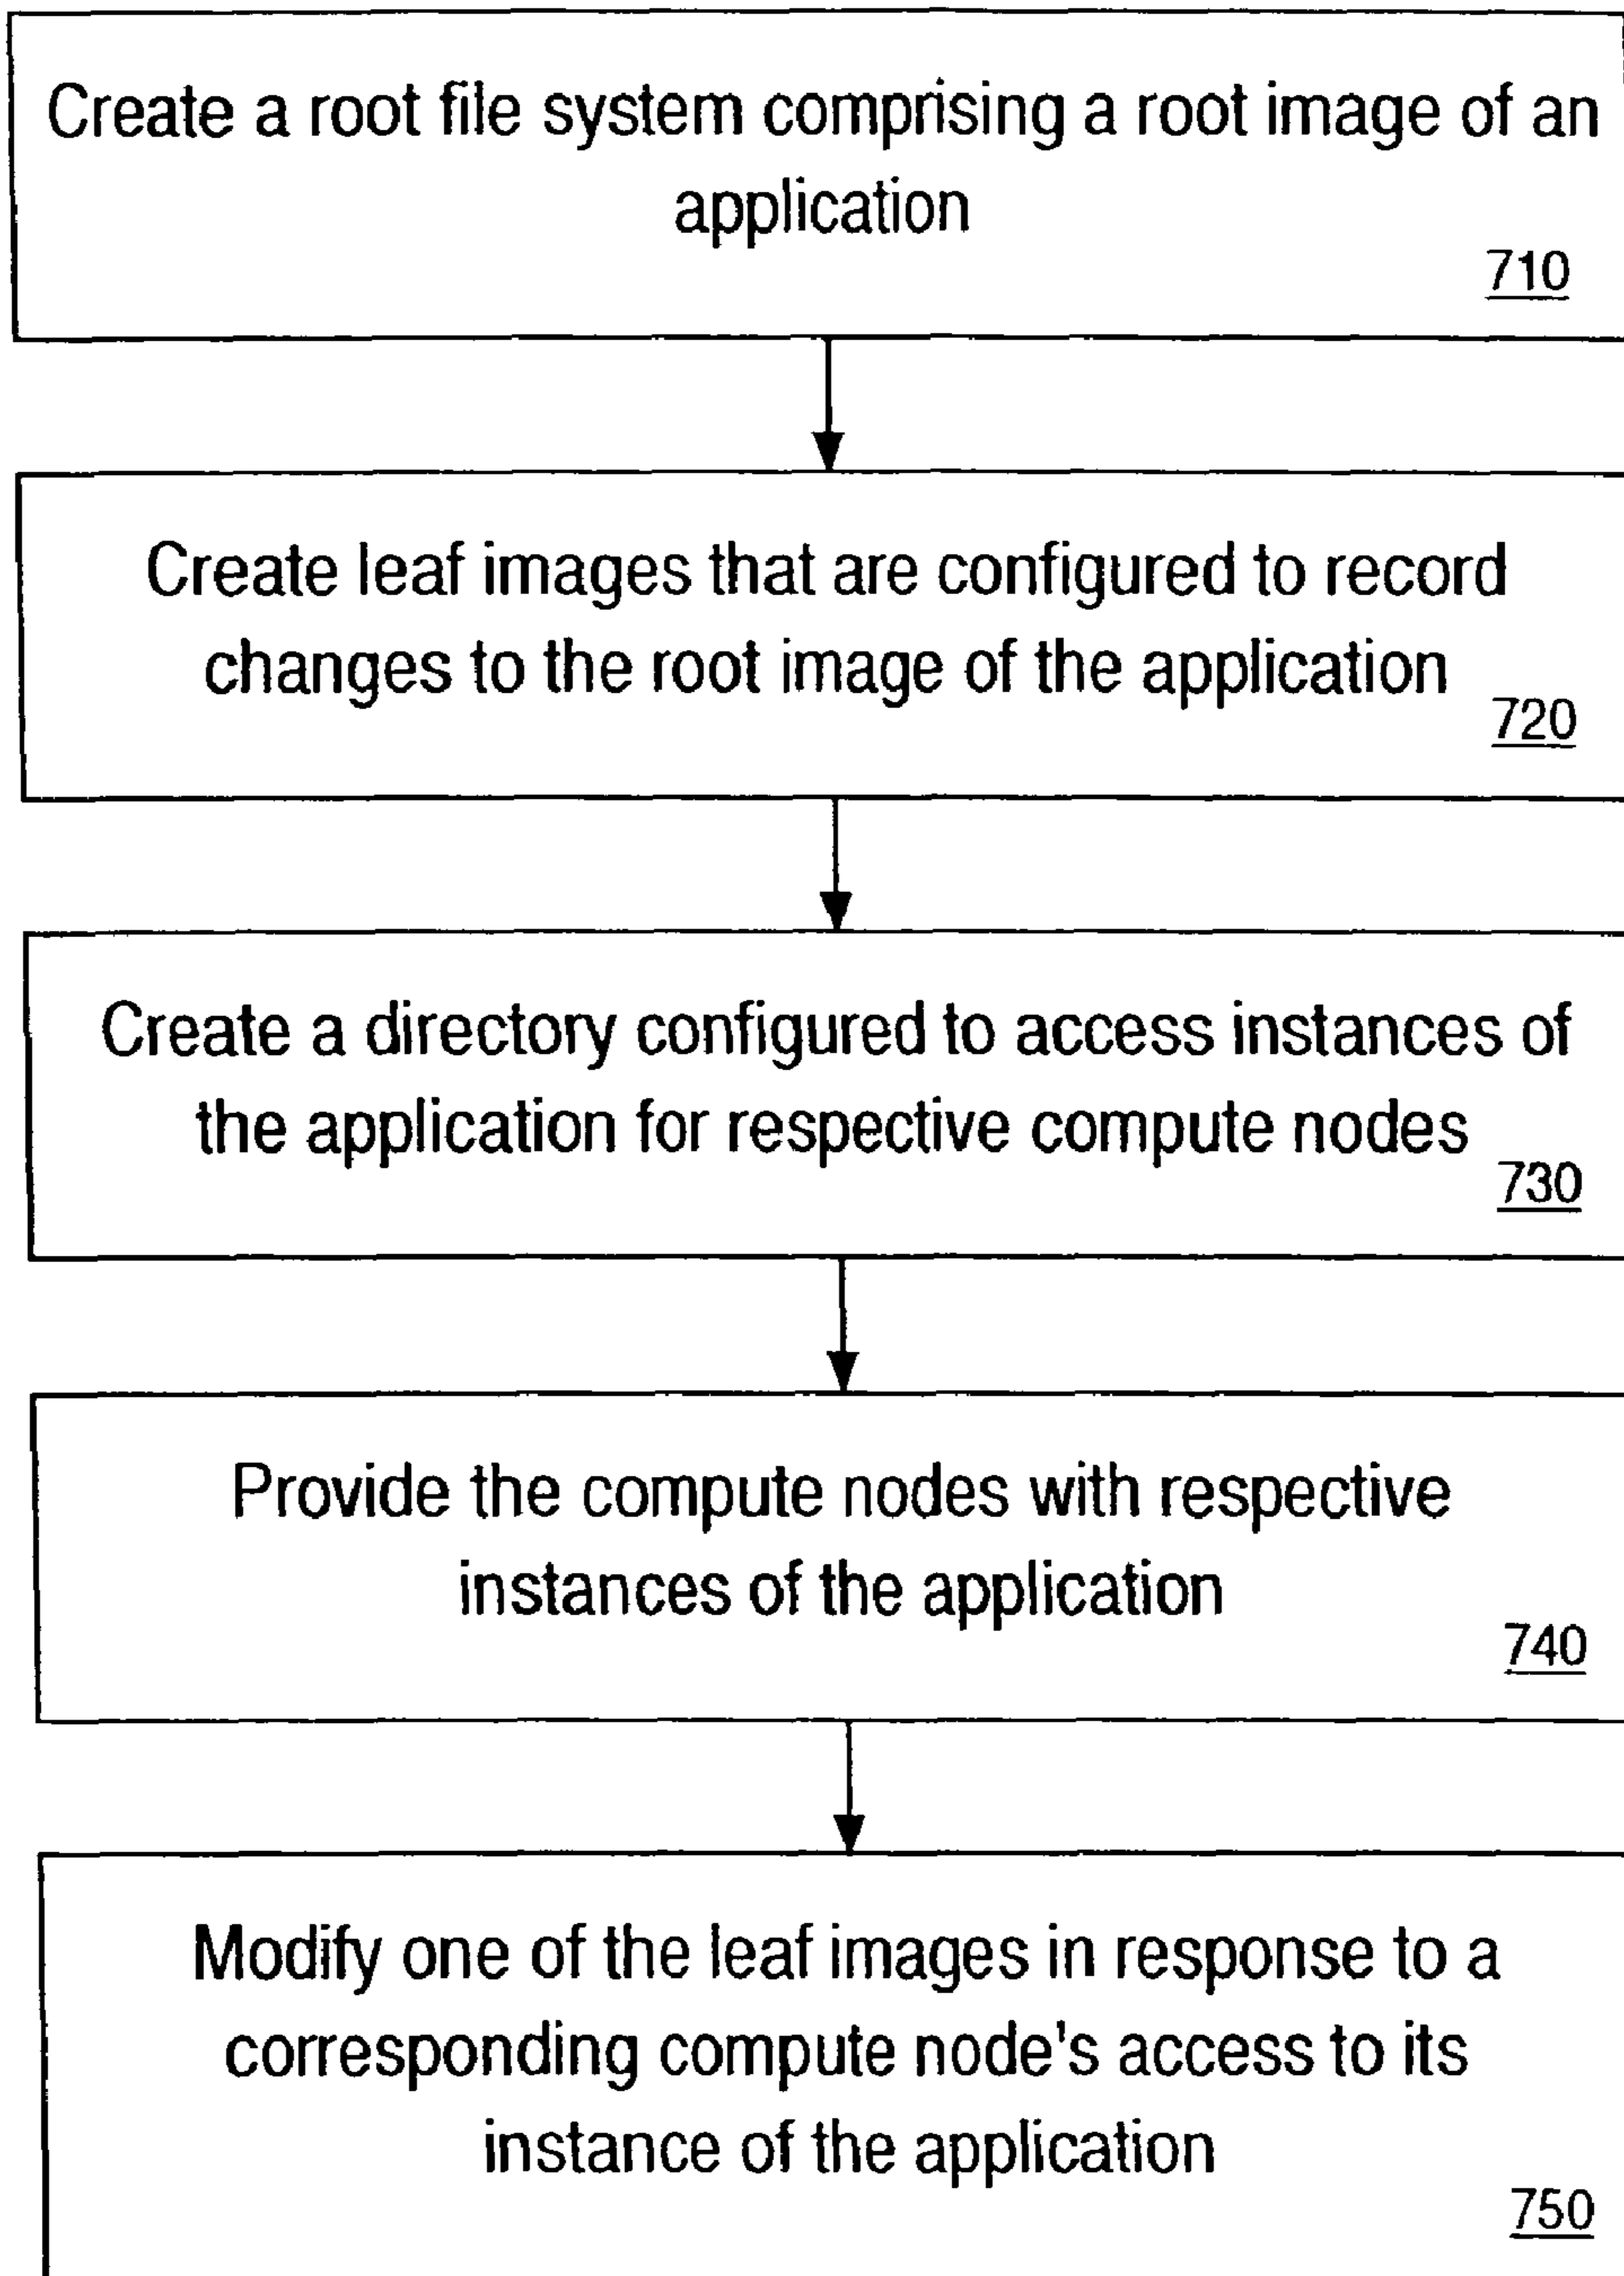 Create a root file system comprising a root image of an
application
710
Create leaf images that are configured to record
changes to the root image of the application
720
Create a directory configured to access instances of
the application for respective compute nodes
730
Provide the compute nodes with respective
instances of the application
740
Modify one of the leaf images in response to a
corresponding compute node's access to its
instance of the application
750